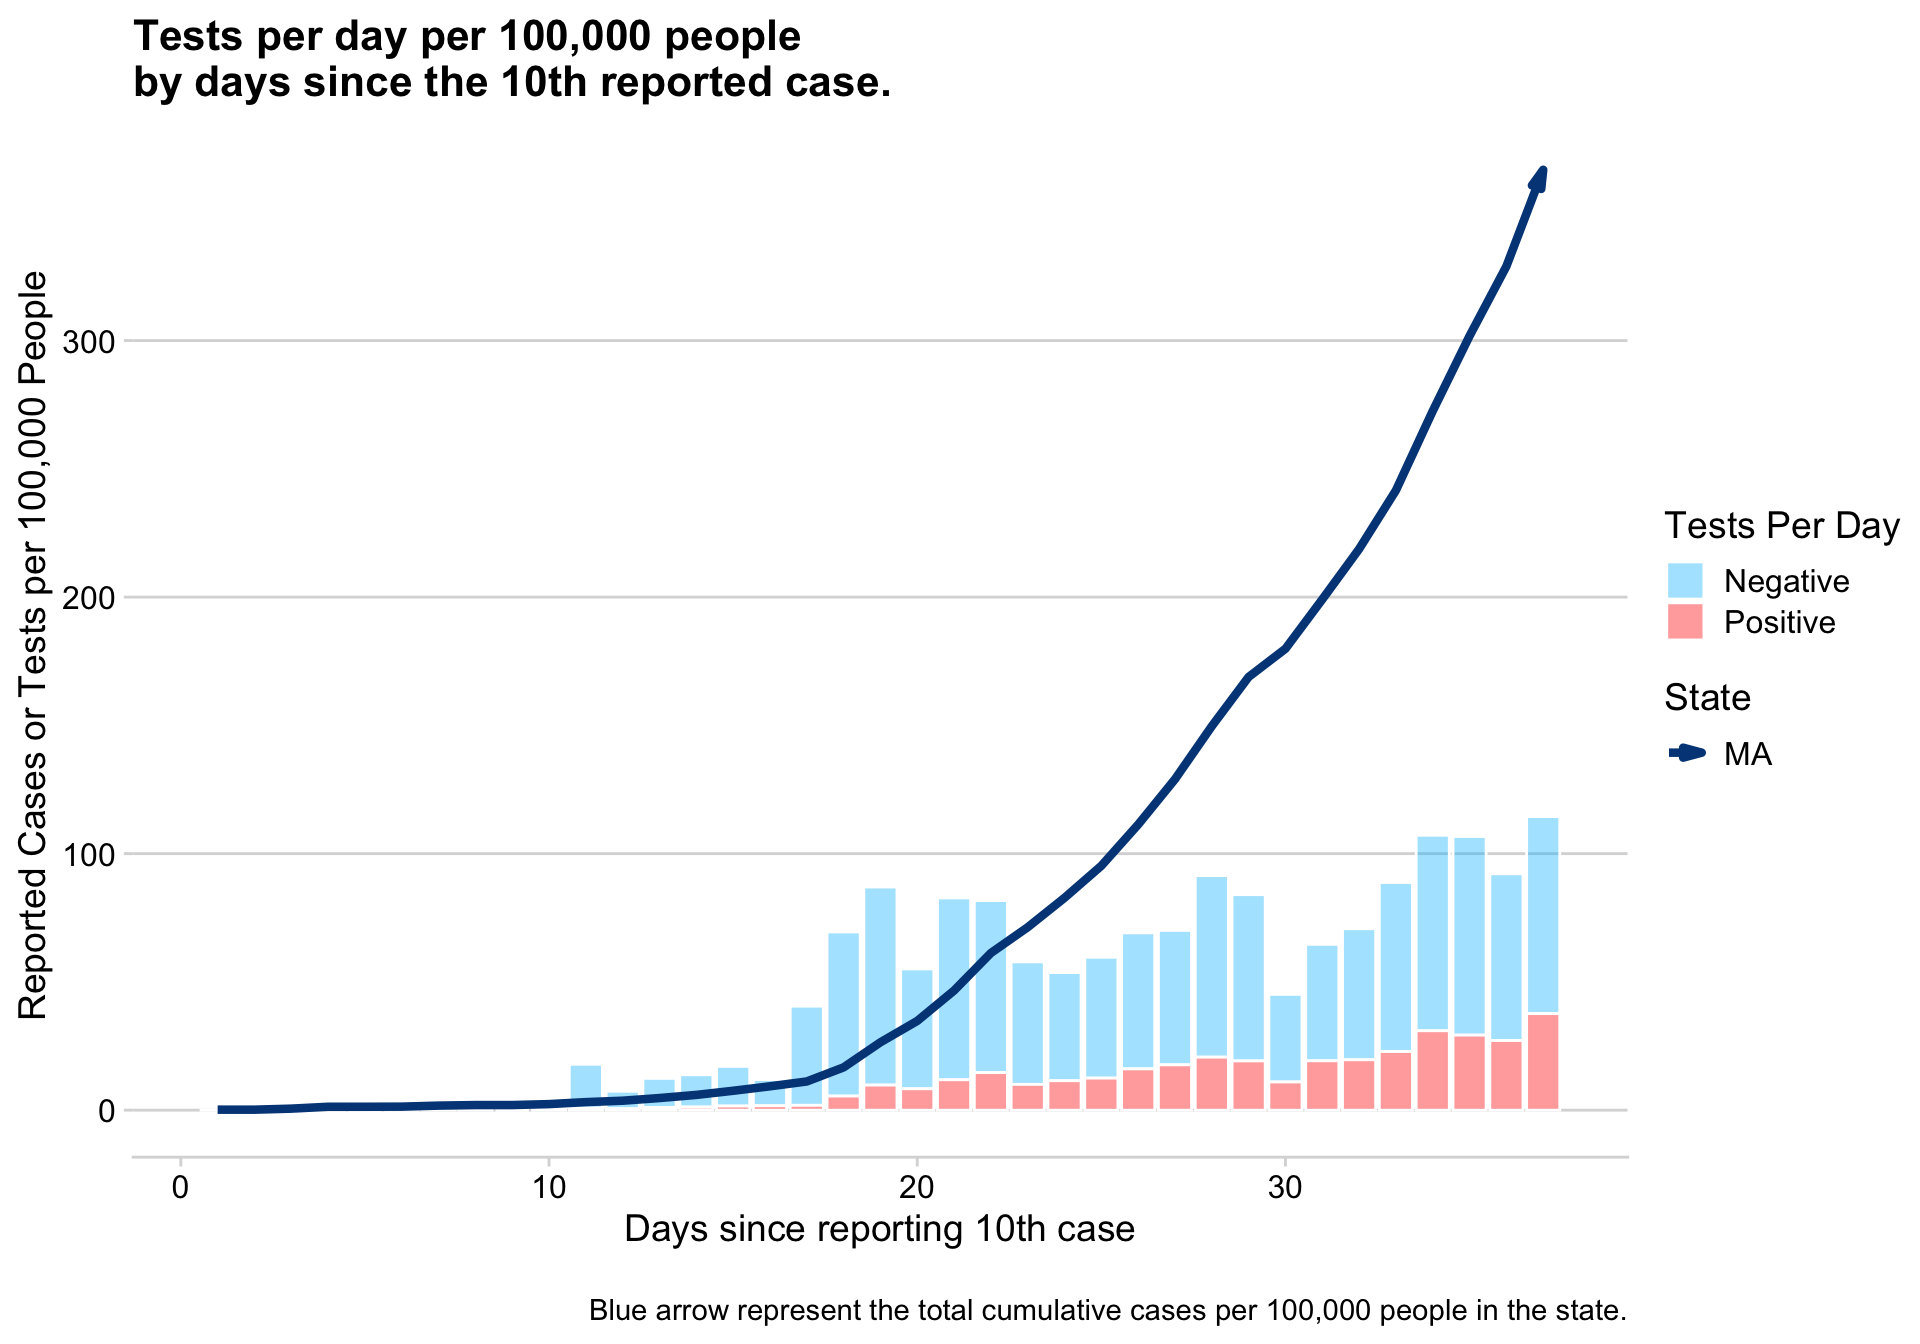 Tests per day per 100,000 people
by days since the 10th reported case.
Reported Cases or Tests per 100,000 People
300
200
100
0
0
10
20
30
Days since reporting 10th case
Tests Per Day
Negative
Positive
State
MA
Blue arrow represent the total cumulative cases per 100,000 people in the state.